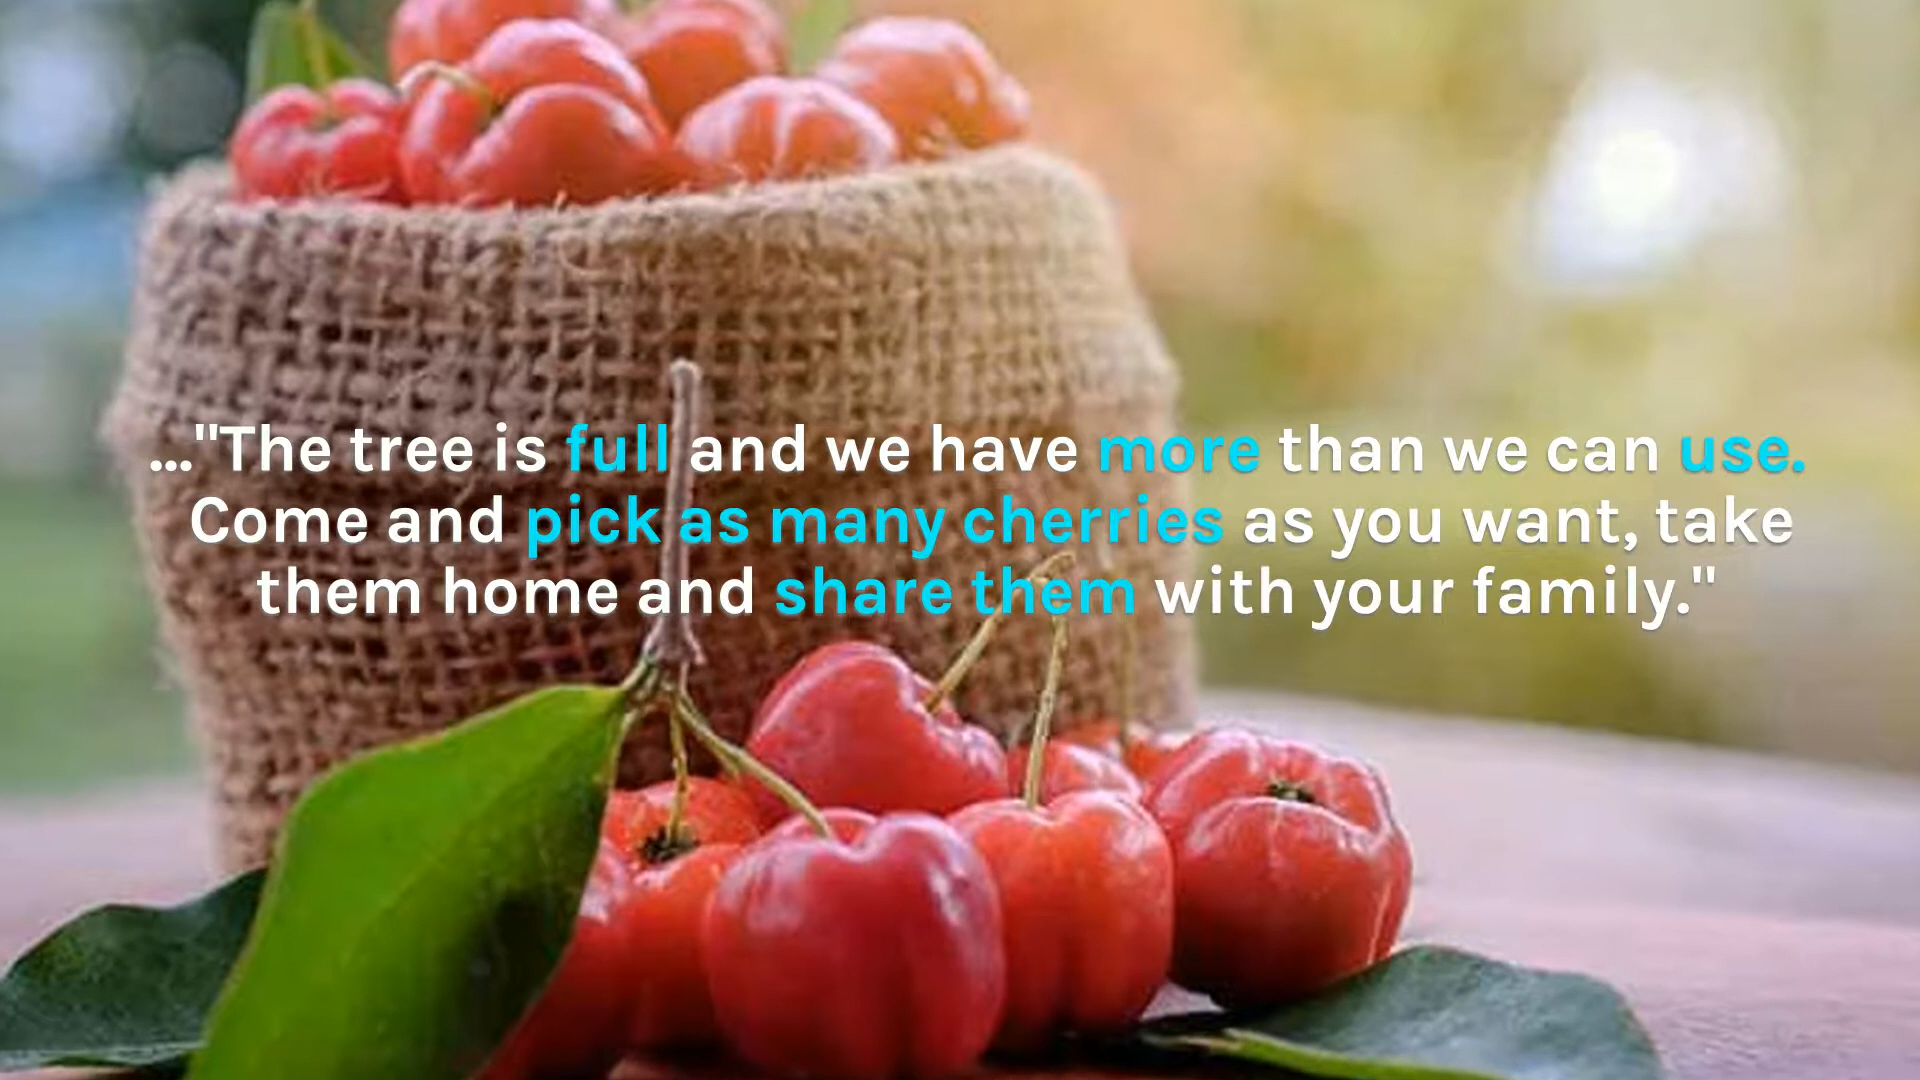 ..."The tree is full and we have more than we can use.
Come and pick as many cherries as you want, take
them home and share them with your family."